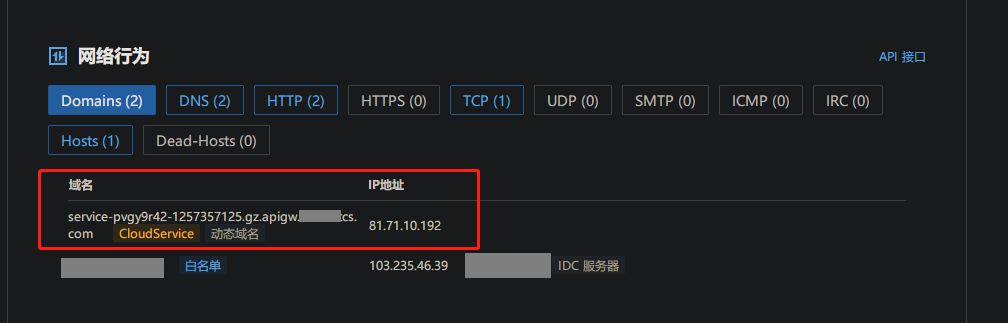 网络行为
API 接口
Domains (2) DNS (2) HTTP (2) HTTPS (0) TCP (1) UDP (0) SMTP (0) ICMP (0) IRC (0)
Hosts (1) Dead-Hosts (0)
域名 IP地址
service-pvgy9r42-1257357125.gz.apigw. cs.
com CloudService 动态域名 81.71.10.192
白名单 103.235.46.39 IDC 服务器